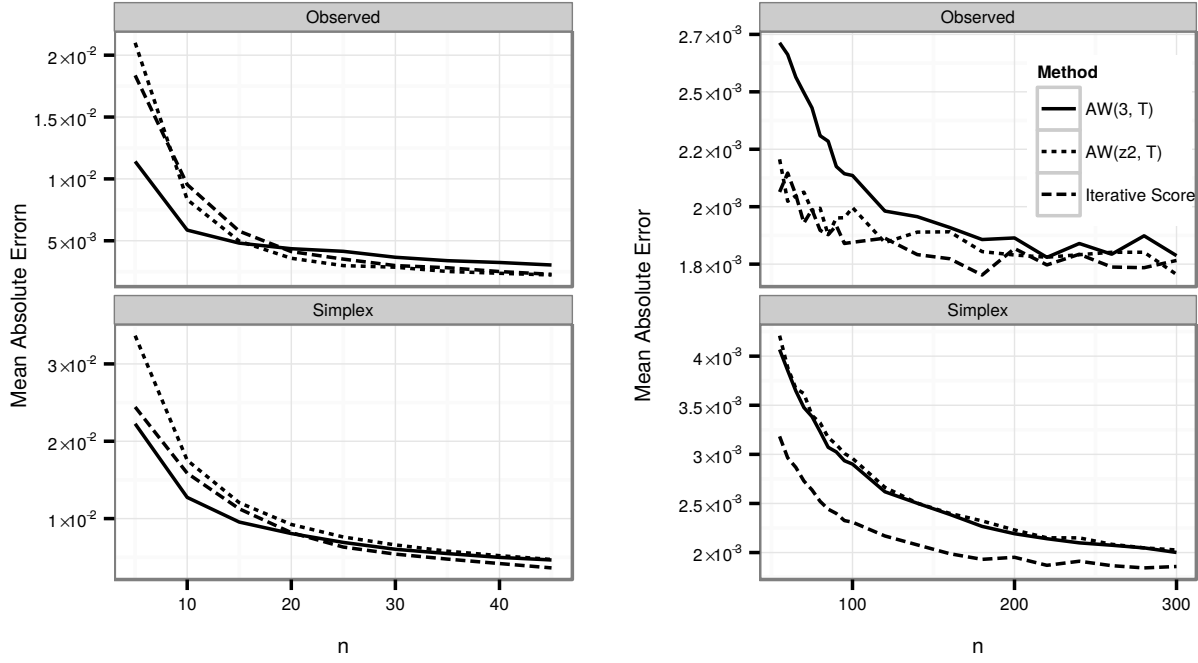 Observed
2×10⁻²
1.5×10⁻²
1×10⁻²
5×10⁻³
Simplex
3×10⁻²
2×10⁻²
1×10⁻²
10
20
30
40
n
Mean Absolute Errorn
Observed
2.7×10⁻³
2.5×10⁻³
2.2×10⁻³
2×10⁻³
1.8×10⁻³
Method
AW(3, T)
AW(z2, T)
Iterative Score
Simplex
4×10⁻³
3.5×10⁻³
3×10⁻³
2.5×10⁻³
2×10⁻³
100
200
300
n
Mean Absolute Error